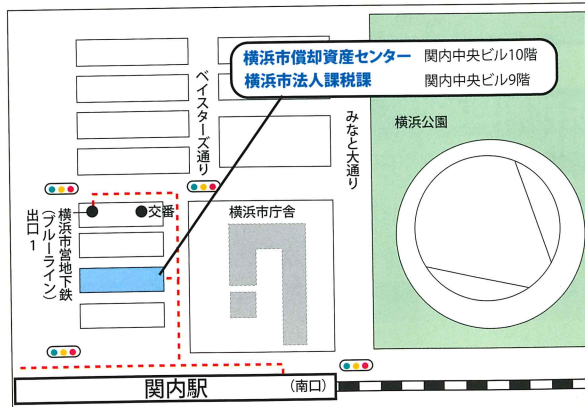 横浜市償却資産センター 関内中央ビル10階
横浜市法人課税課 関内中央ビル9階
ベイスターズ通り
みなと大通り
横浜公園
横浜市営地下鉄
(ブルーライン)
出口1
交番
横浜市庁舎
関内駅 (南口)